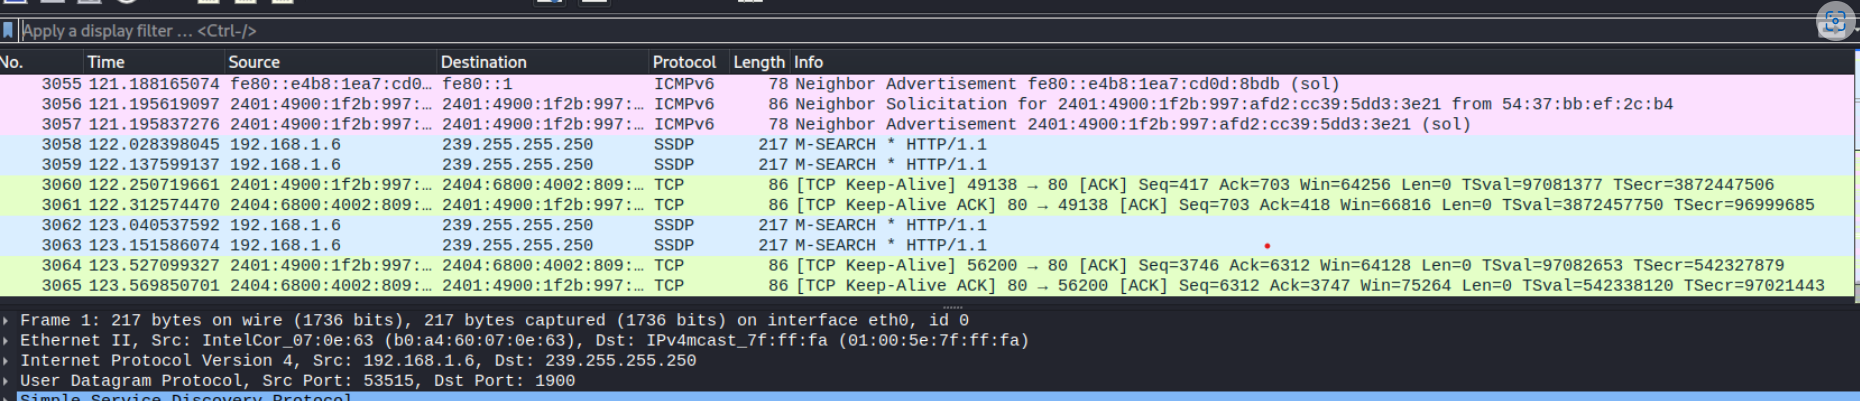 Apply a display filter ... <Ctrl-/>
No. Time Source Destination Protocol Length Info
3055 121.188165074 fe80::e4b8:1ea7:cd0… fe80::1 ICMPv6 78 Neighbor Advertisement fe80::e4b8:1ea7:cd0d:8bdb (sol)
3056 121.195619097 2401:4900:1f2b:997:… 2401:4900:1f2b:997:… ICMPv6 86 Neighbor Solicitation for 2401:4900:1f2b:997:afd2:cc39:5dd3:3e21 from 54:37:bb:ef:2c:b4
3057 121.195837276 2401:4900:1f2b:997:… 2401:4900:1f2b:997:… ICMPv6 78 Neighbor Advertisement 2401:4900:1f2b:997:afd2:cc39:5dd3:3e21 (sol)
3058 122.028398045 192.168.1.6 239.255.255.250 SSDP 217 M-SEARCH * HTTP/1.1
3059 122.137599137 192.168.1.6 239.255.255.250 SSDP 217 M-SEARCH * HTTP/1.1
3060 122.250719661 2401:4900:1f2b:997:… 2404:6800:4002:809:… TCP 86 [TCP Keep-Alive] 49138 → 80 [ACK] Seq=417 Ack=703 Win=64256 Len=0 TSval=97081377 TSecr=3872447506
3061 122.312574470 2404:6800:4002:809:… 2401:4900:1f2b:997:… TCP 86 [TCP Keep-Alive ACK] 80 → 49138 [ACK] Seq=703 Ack=418 Win=66816 Len=0 TSval=3872457750 TSecr=96999685
3062 123.040537592 192.168.1.6 239.255.255.250 SSDP 217 M-SEARCH * HTTP/1.1
3063 123.151586074 192.168.1.6 239.255.255.250 SSDP 217 M-SEARCH * HTTP/1.1
3064 123.527099327 2401:4900:1f2b:997:… 2404:6800:4002:809:… TCP 86 [TCP Keep-Alive] 56200 → 80 [ACK] Seq=3746 Ack=6312 Win=64128 Len=0 TSval=97082653 TSecr=542327879
3065 123.569850701 2404:6800:4002:809:… 2401:4900:1f2b:997:… TCP 86 [TCP Keep-Alive ACK] 80 → 56200 [ACK] Seq=6312 Ack=3747 Win=75264 Len=0 TSval=542338120 TSecr=97021443
Frame 1: 217 bytes on wire (1736 bits), 217 bytes captured (1736 bits) on interface eth0, id 0
Ethernet II, Src: IntelCor_07:0e:63 (b0:a4:60:07:0e:63), Dst: IPv4mcast_7f:ff:fa (01:00:5e:7f:ff:fa)
Internet Protocol Version 4, Src: 192.168.1.6, Dst: 239.255.255.250
User Datagram Protocol, Src Port: 53515, Dst Port: 1900
Simple Service Discovery Protocol